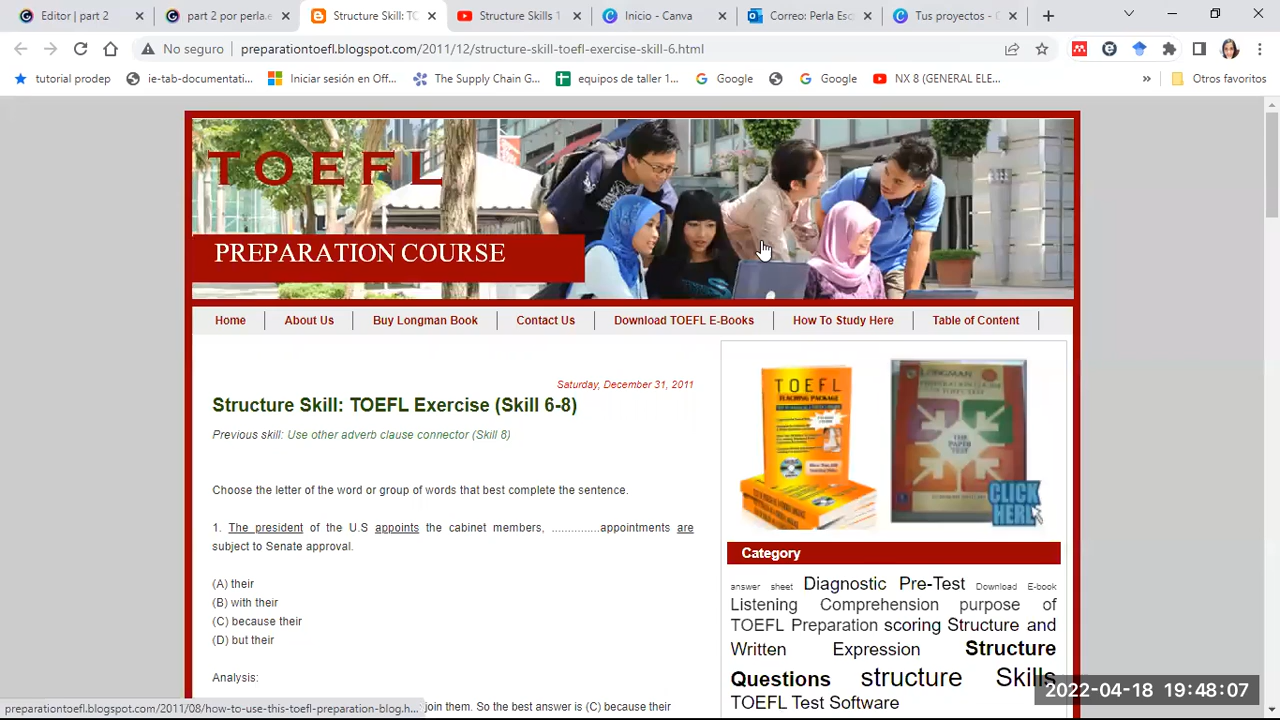 Editor | part 2
part 2 por perla.e
Structure Skill: TO
Structure Skills 1
Inicio - Canva
Correo: Perla Esc
Tus proyectos - C
No seguro
preparationtoefl.blogspot.com/2011/12/structure-skill-toefl-exercise-skill-6.html
tutorial prodep
ie-tab-documentati...
Iniciar sesión en Off...
The Supply Chain G...
equipos de taller 1...
Google
Google
NX 8 (GENERAL ELE...
»
Otros favoritos
TOEFL
PREPARATION COURSE
Home
About Us
Buy Longman Book
Contact Us
Download TOEFL E-Books
How To Study Here
Table of Content
Saturday, December 31, 2011
Structure Skill: TOEFL Exercise (Skill 6-8)
Previous skill: Use other adverb clause connector (Skill 8)
Choose the letter of the word or group of words that best complete the sentence.
1. The president of the U.S appoints the cabinet members, ...............appointments are
subject to Senate approval.
(A) their
(B) with their
(C) because their
(D) but their
Analysis:
join them. So the best answer is (C) because their
TOEFL
TEACHING PACKAGE
LONGMAN
CLICK
HERE
Category
answer sheet Diagnostic Pre-Test Download E-book
Listening Comprehension purpose of
TOEFL Preparation scoring Structure and
Written Expression Structure
Questions structure Skills
TOEFL Test Software
preparationtoefl.blogspot.com/2011/08/how-to-use-this-toefl-preparation-blog.h...
2022-04-18 19:48:07